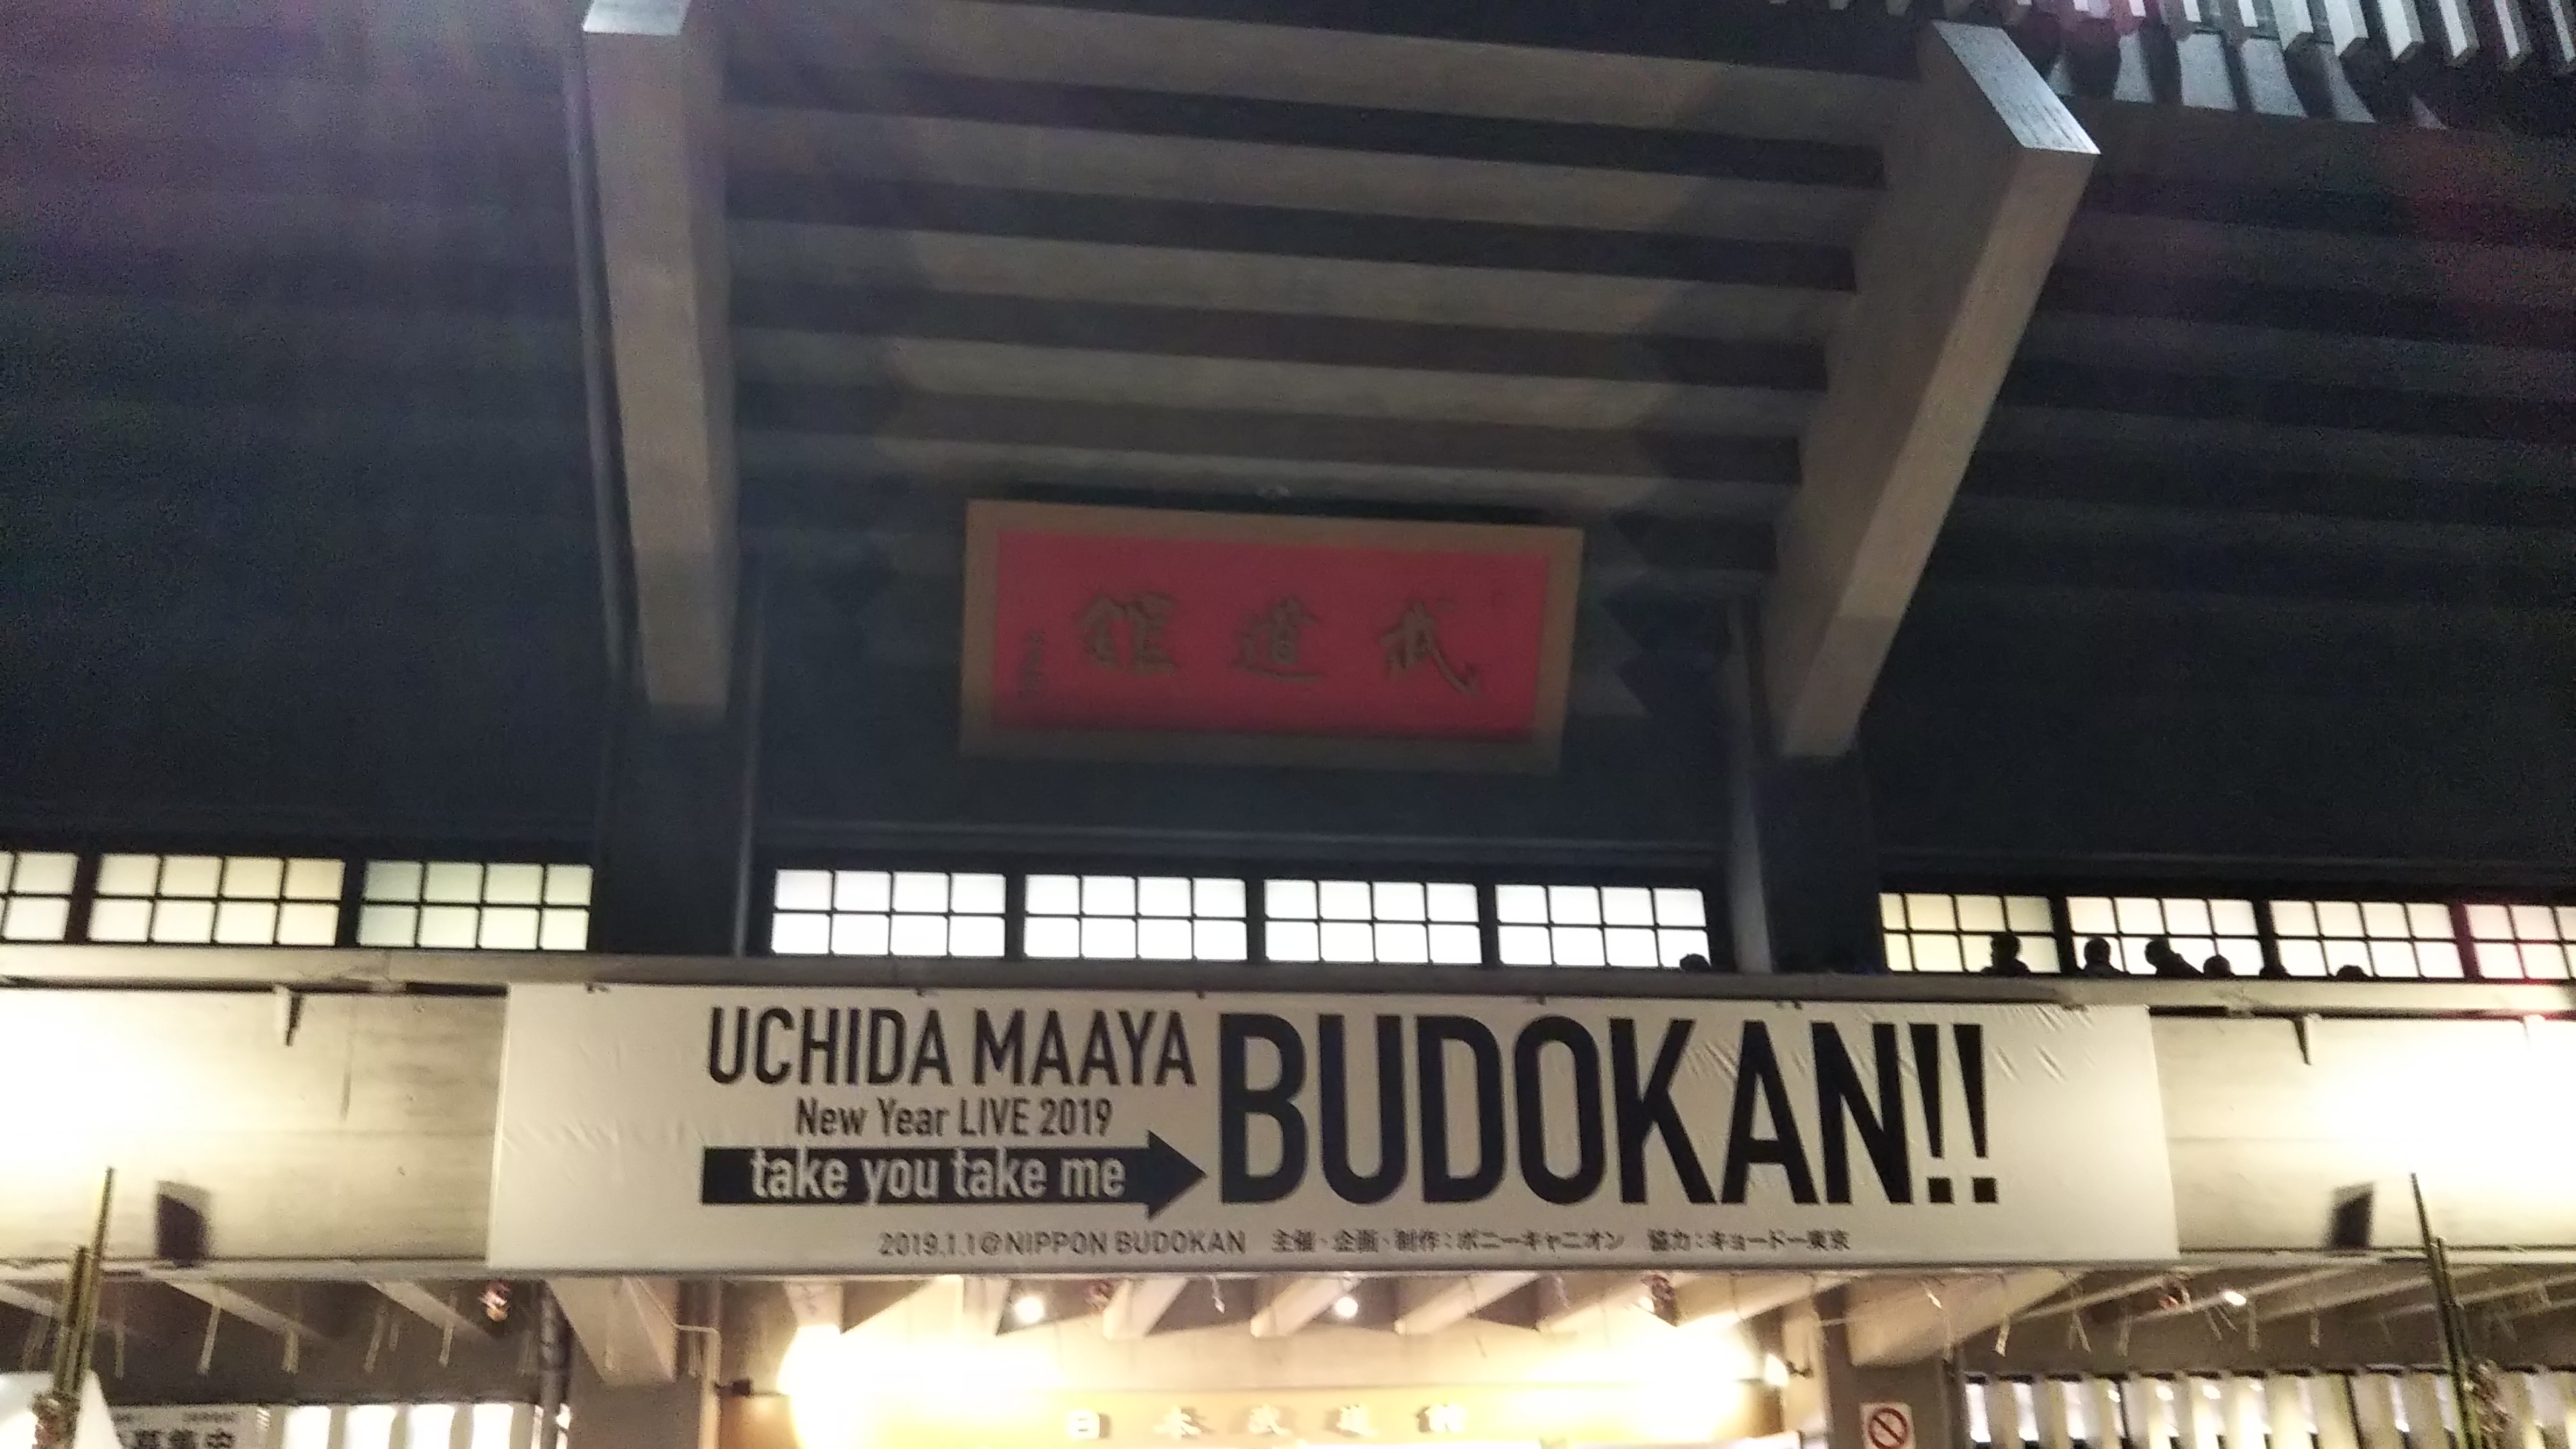 武道館
UCHIDA MAAYA
New Year LIVE 2019
take you take me
BUDOKAN!!
2019.1.1@NIPPON BUDOKAN 主催・企画・制作：ポニーキャニオン 協力：キョードー東京
日本武道館